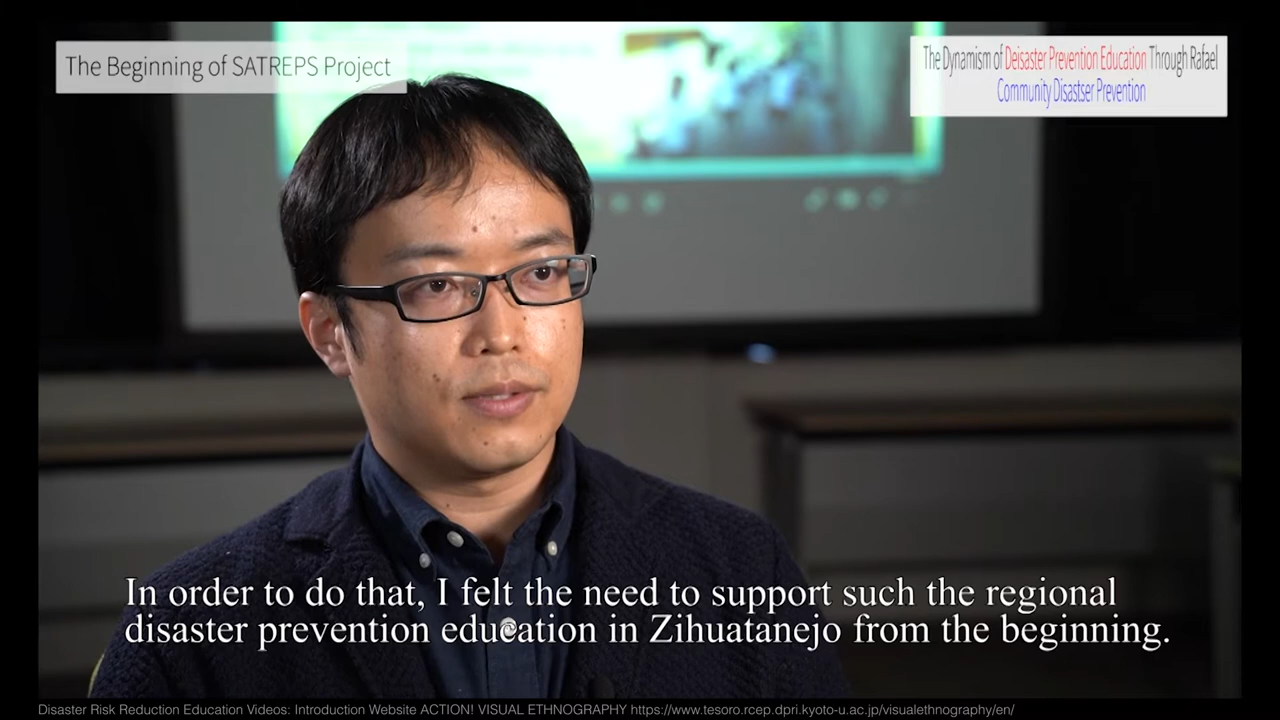 The Beginning of SATREPS Project
The Dynamism of Deisaster Prevention Education Through Rafael
Community Disastser Prevention
In order to do that, I felt the need to support such the regional
disaster prevention education in Zihuatanejo from the beginning.
Disaster Risk Reduction Education Videos: Introduction Website ACTION! VISUAL ETHNOGRAPHY https://www.tesoro.rcep.dpri.kyoto-u.ac.jp/visualethnography/en/